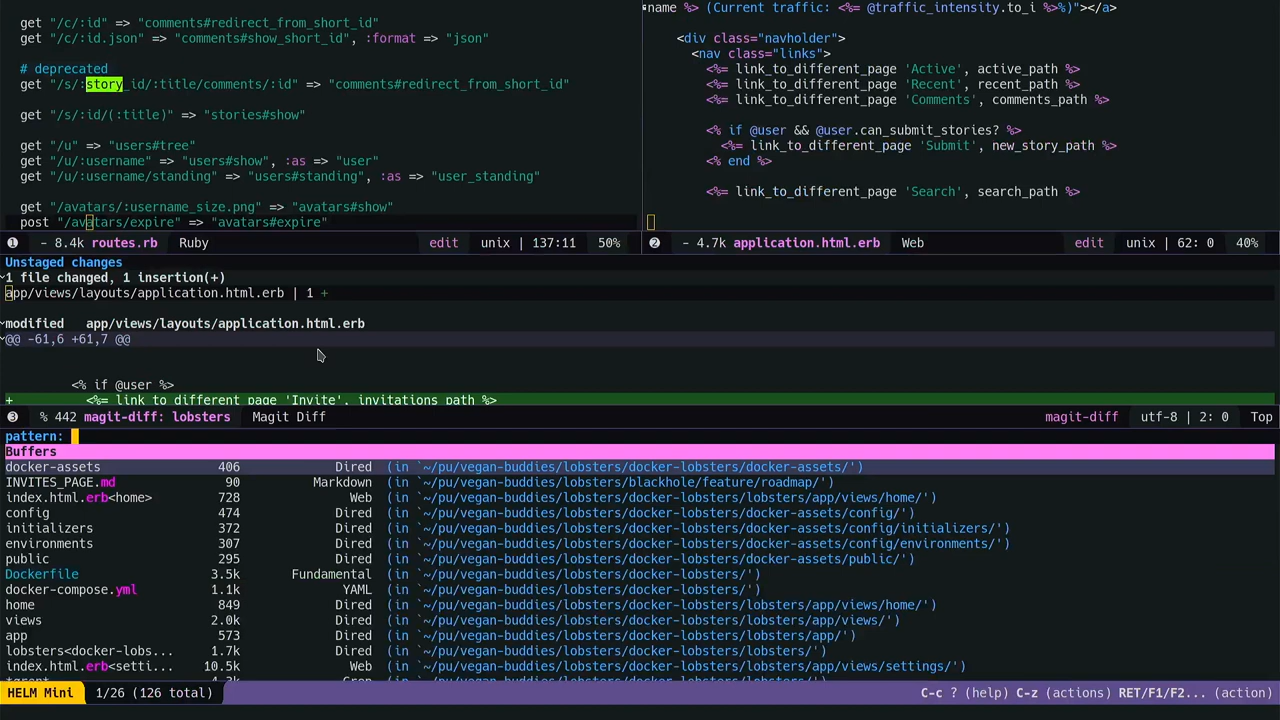 get "/c/:id" => "comments#redirect_from_short_id"
get "/c/:id.json" => "comments#show_short_id", :format => "json"
# deprecated
get "/s/:story_id/:title/comments/:id" => "comments#redirect_from_short_id"
get "/s/:id/(:title)" => "stories#show"
get "/u" => "users#tree"
get "/u/:username" => "users#show", :as => "user"
get "/u/:username/standing" => "users#standing", :as => "user_standing"
get "/avatars/:username_size.png" => "avatars#show"
post "/avatars/expire" => "avatars#expire"
❶ - 8.4k routes.rb Ruby edit unix | 137:11 50%
name %> (Current traffic: <%= @traffic_intensity.to_i %>%)"></a>
<div class="navholder">
<nav class="links">
<%= link_to_different_page 'Active', active_path %>
<%= link_to_different_page 'Recent', recent_path %>
<%= link_to_different_page 'Comments', comments_path %>
<% if @user && @user.can_submit_stories? %>
<%= link_to_different_page 'Submit', new_story_path %>
<% end %>
<%= link_to_different_page 'Search', search_path %>
❷ - 4.7k application.html.erb Web edit unix | 62: 0 40%
Unstaged changes
1 file changed, 1 insertion(+)
app/views/layouts/application.html.erb | 1 +
modified   app/views/layouts/application.html.erb
@@ -61,6 +61,7 @@
<% if @user %>
+ <%= link_to_different_page 'Invite', invitations_path %>
❸ % 442 magit-diff: lobsters Magit Diff magit-diff utf-8 | 2: 0 Top
pattern:
Buffers
docker-assets 406 Dired (in `~/pu/vegan-buddies/lobsters/docker-lobsters/docker-assets/')
INVITES_PAGE.md 90 Markdown (in `~/pu/vegan-buddies/lobsters/blackhole/feature/roadmap/')
index.html.erb<home> 728 Web (in `~/pu/vegan-buddies/lobsters/docker-lobsters/lobsters/app/views/home/')
config 474 Dired (in `~/pu/vegan-buddies/lobsters/docker-lobsters/docker-assets/config/')
initializers 372 Dired (in `~/pu/vegan-buddies/lobsters/docker-lobsters/docker-assets/config/initializers/')
environments 307 Dired (in `~/pu/vegan-buddies/lobsters/docker-lobsters/docker-assets/config/environments/')
public 295 Dired (in `~/pu/vegan-buddies/lobsters/docker-lobsters/docker-assets/public/')
Dockerfile 3.5k Fundamental (in `~/pu/vegan-buddies/lobsters/docker-lobsters/')
docker-compose.yml 1.1k YAML (in `~/pu/vegan-buddies/lobsters/docker-lobsters/')
home 849 Dired (in `~/pu/vegan-buddies/lobsters/docker-lobsters/lobsters/app/views/home/')
views 2.0k Dired (in `~/pu/vegan-buddies/lobsters/docker-lobsters/lobsters/app/views/')
app 573 Dired (in `~/pu/vegan-buddies/lobsters/docker-lobsters/lobsters/app/')
lobsters<docker-lobs... 1.7k Dired (in `~/pu/vegan-buddies/lobsters/docker-lobsters/lobsters/')
index.html.erb<setti... 10.5k Web (in `~/pu/vegan-buddies/lobsters/docker-lobsters/lobsters/app/views/settings/')
HELM Mini 1/26 (126 total) C-c ? (help) C-z (actions) RET/F1/F2... (action)